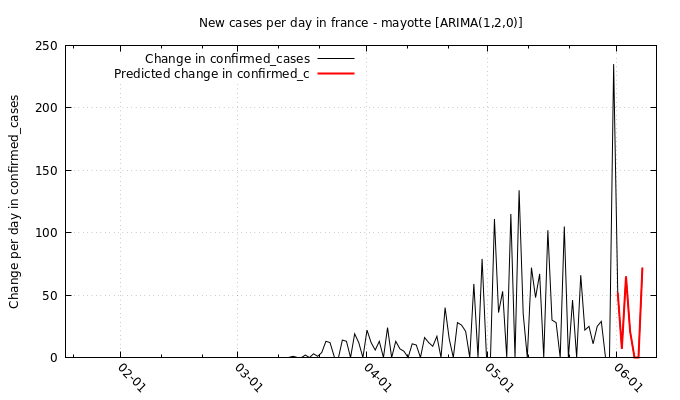 New cases per day in france - mayotte [ARIMA(1,2,0)]
Change in confirmed_cases
Predicted change in confirmed_c
Change per day in confirmed_cases
250
200
150
100
50
0
02-01
03-01
04-01
05-01
06-01